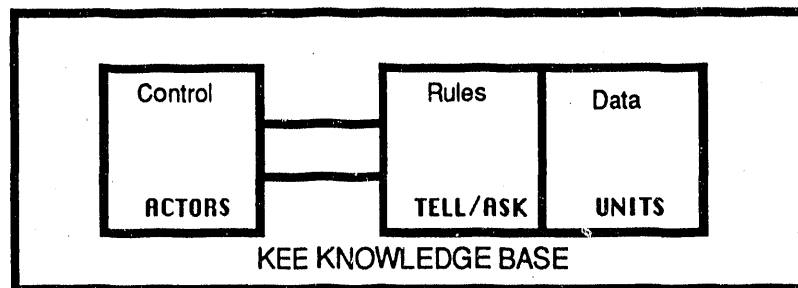 Control
Rules
Data
ACTORS
TELL/ASK
UNITS
KEE KNOWLEDGE BASE